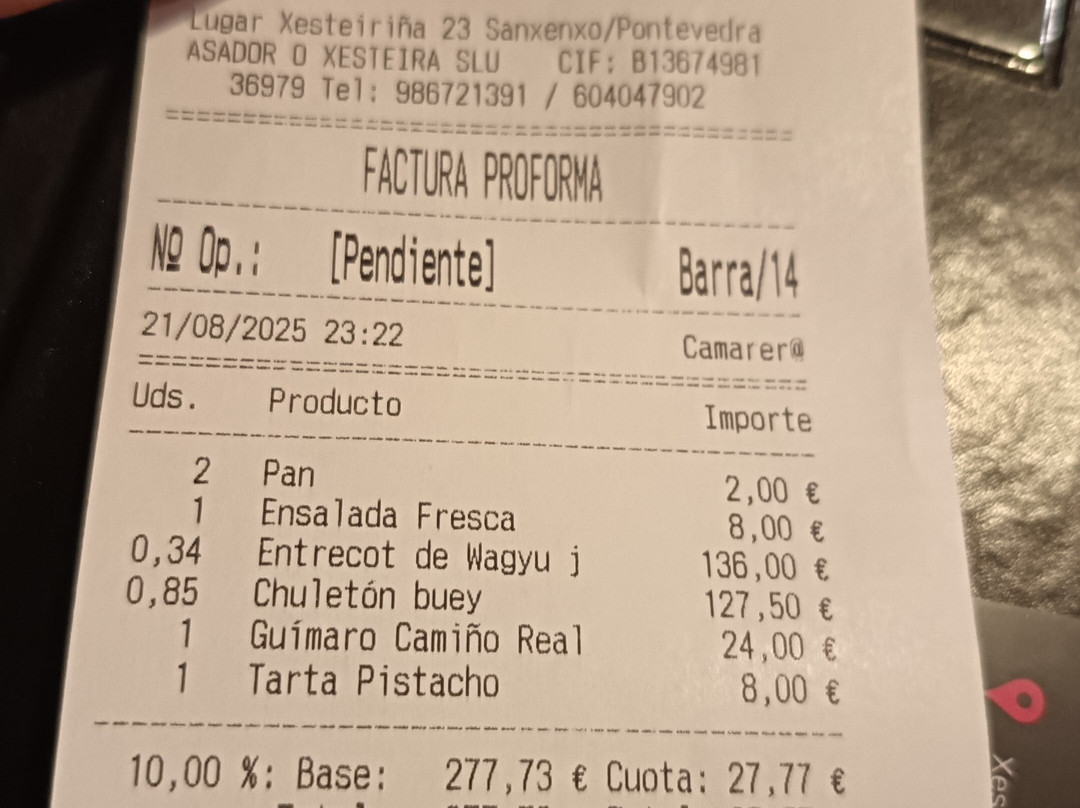 Lugar Xesteiriña 23 Sanxenxo/Pontevedra
ASADOR O XESTEIRA SLU CIF: B13674981
36979 Tel: 986721391 / 604047902
FACTURA PROFORMA
Nº Op.: [Pendiente] Barra/14
21/08/2025 23:22 Camarer@
Uds. Producto Importe
2 Pan 2,00 €
1 Ensalada Fresca 8,00 €
0,34 Entrecot de Wagyu j 136,00 €
0,85 Chuletón buey 127,50 €
1 Guímaro Camiño Real 24,00 €
1 Tarta Pistacho 8,00 €
10,00 %: Base: 277,73 € Cuota: 27,77 €
Xes